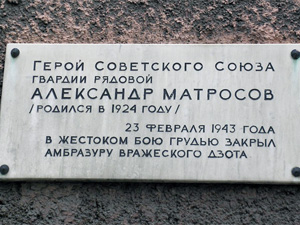 Герой Советского Союза
гвардии рядовой
Александр Матросов
/родился в 1924 году/
23 февраля 1943 года
в жестоком бою грудью закрыл
амбразуру вражеского дзота